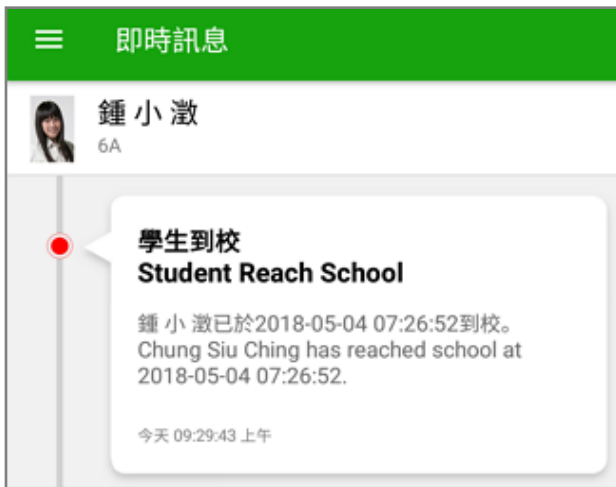 即時訊息
鍾 小 澂
6A
學生到校
Student Reach School
鍾 小 澂已於2018-05-04 07:26:52到校。
Chung Siu Ching has reached school at
2018-05-04 07:26:52.
今天 09:29:43 上午